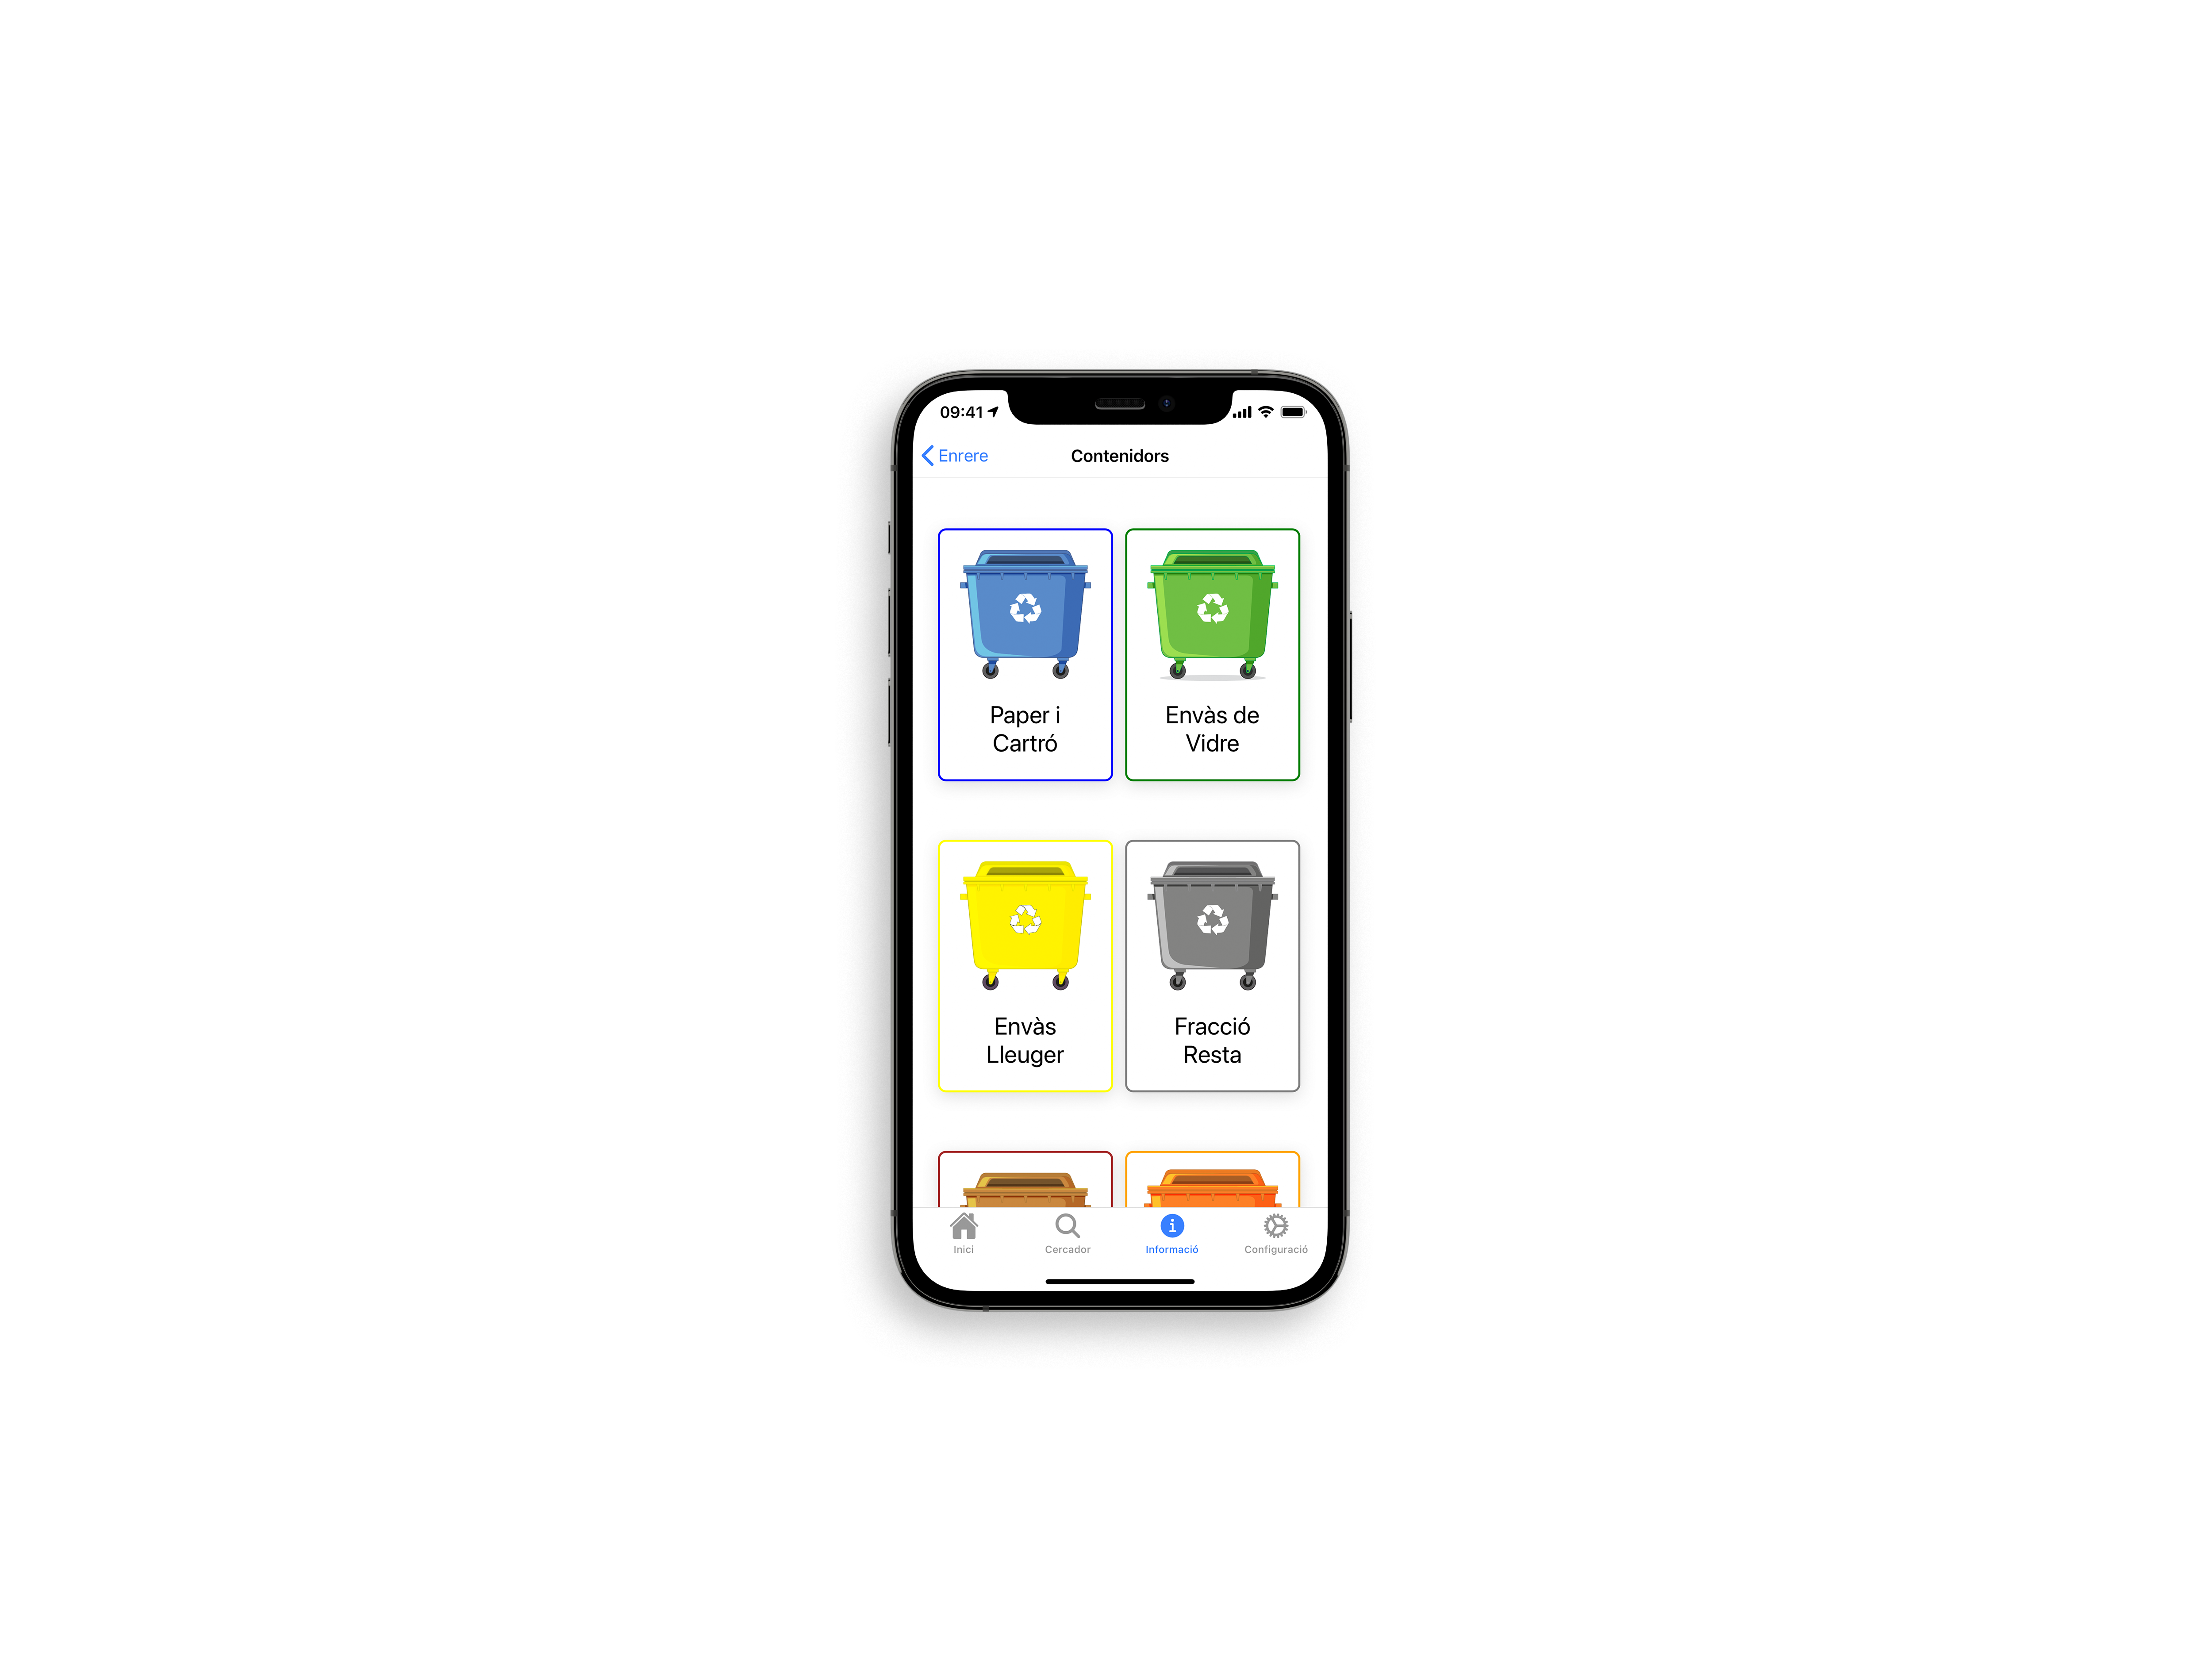 09:41
Enrere
Contenidors
Paper i
Cartró
Envàs de
Vidre
Envàs
Lleuger
Fracció
Resta
Inici
Cercador
Informació
Configuració